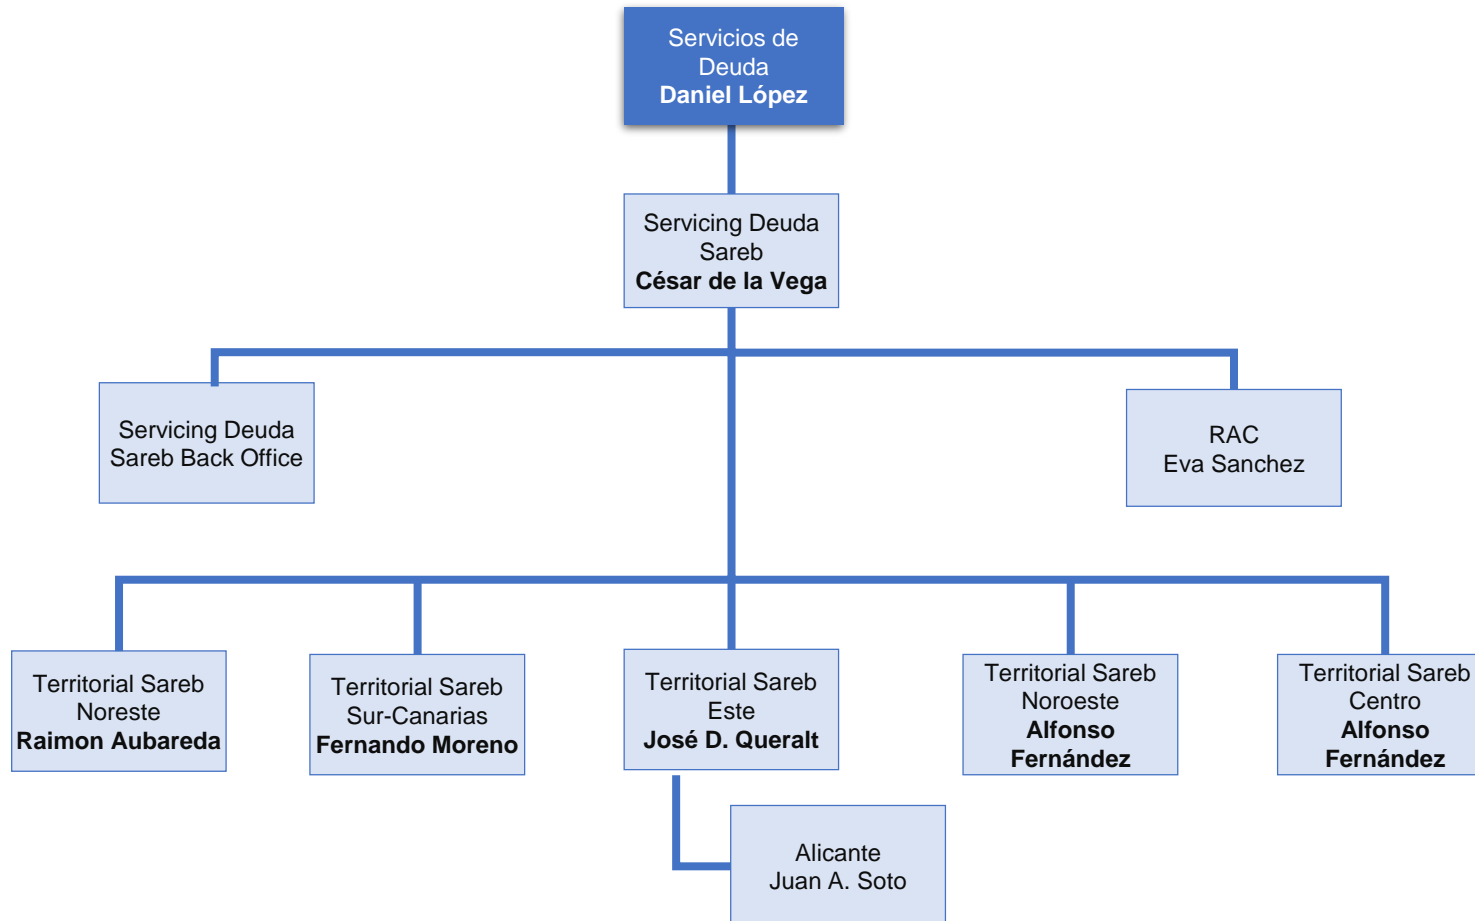 Servicios de
Deuda
Daniel López
Servicing Deuda
Sareb
César de la Vega
Servicing Deuda
Sareb Back Office
RAC
Eva Sanchez
Territorial Sareb
Noreste
Raimon Aubareda
Territorial Sareb
Sur-Canarias
Fernando Moreno
Territorial Sareb
Este
José D. Queralt
Territorial Sareb
Noroeste
Alfonso
Fernández
Territorial Sareb
Centro
Alfonso
Fernández
Alicante
Juan A. Soto